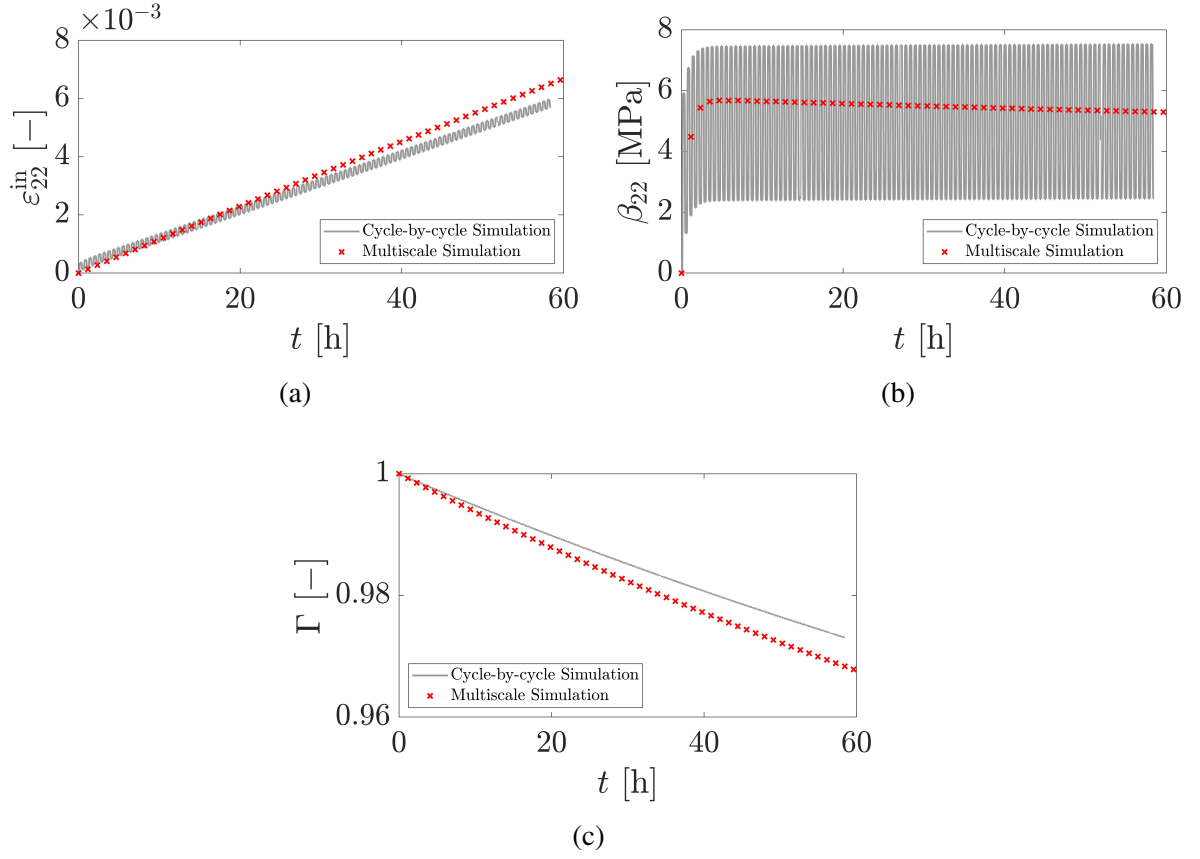 ×10⁻³
8
6
4
2
0
ε²²ⁱⁿ [−]
0 20 40 60
t [h]
Cycle-by-cycle Simulation
Multiscale Simulation
(a)
8
6
4
2
0
β₂₂ [MPa]
0 20 40 60
t [h]
Cycle-by-cycle Simulation
Multiscale Simulation
(b)
1
0.98
0.96
Γ [−]
0 20 40 60
t [h]
Cycle-by-cycle Simulation
Multiscale Simulation
(c)